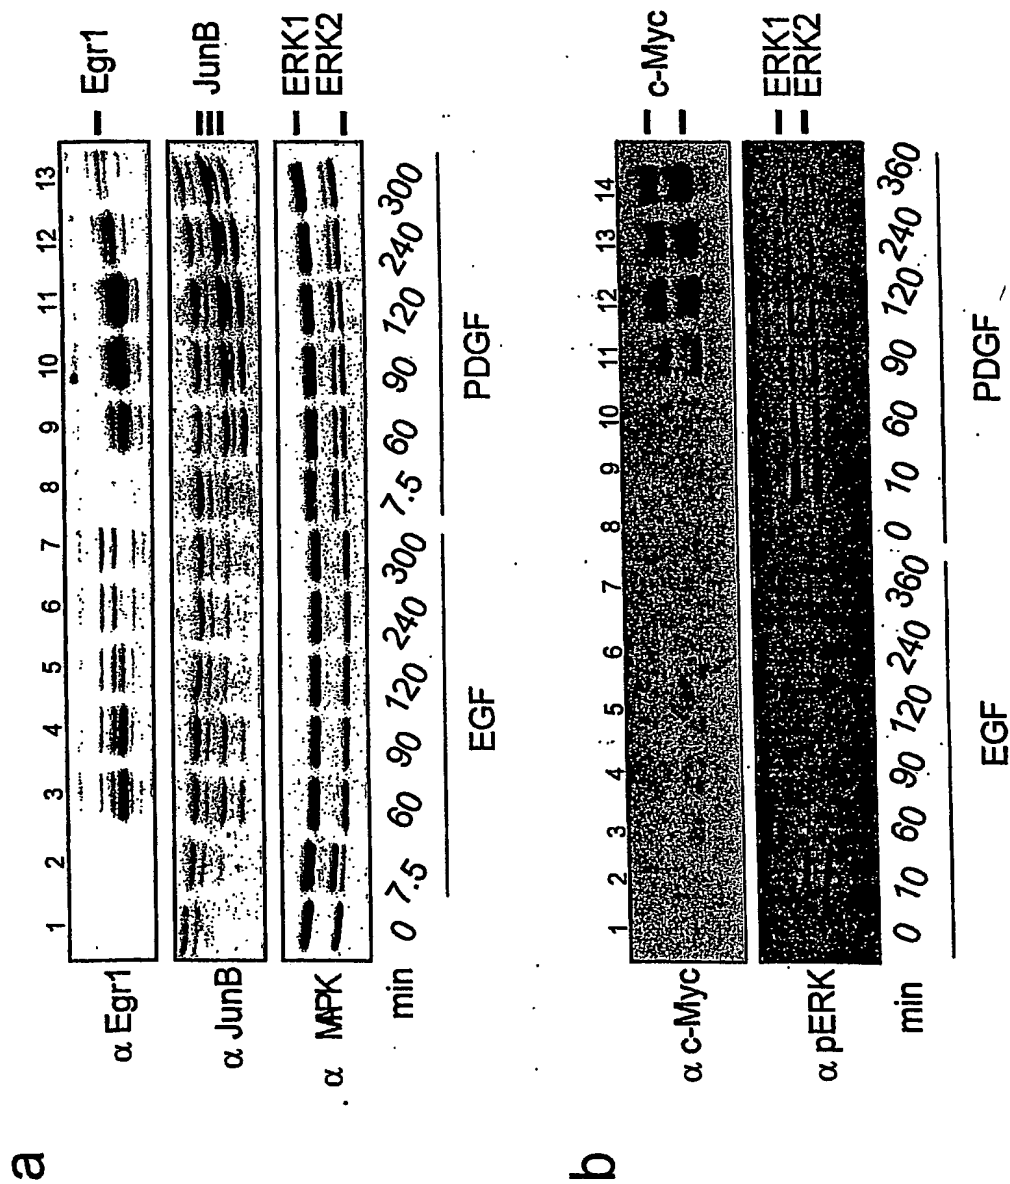 a
1 2 3 4 5 6 7 8 9 10 11 12 13
α Egr1 Egr1
α JunB JunB
α MPK ERK1
ERK2
min 0 7.5 60 90 120 240 300 7.5 60 90 120 240 300
EGF PDGF
b
1 2 3 4 5 6 7 8 9 10 11 12 13 14
α c-Myc c-Myc
α pERK ERK1
ERK2
min 0 10 60 90 120 240 360 0 10 60 90 120 240 360
EGF PDGF